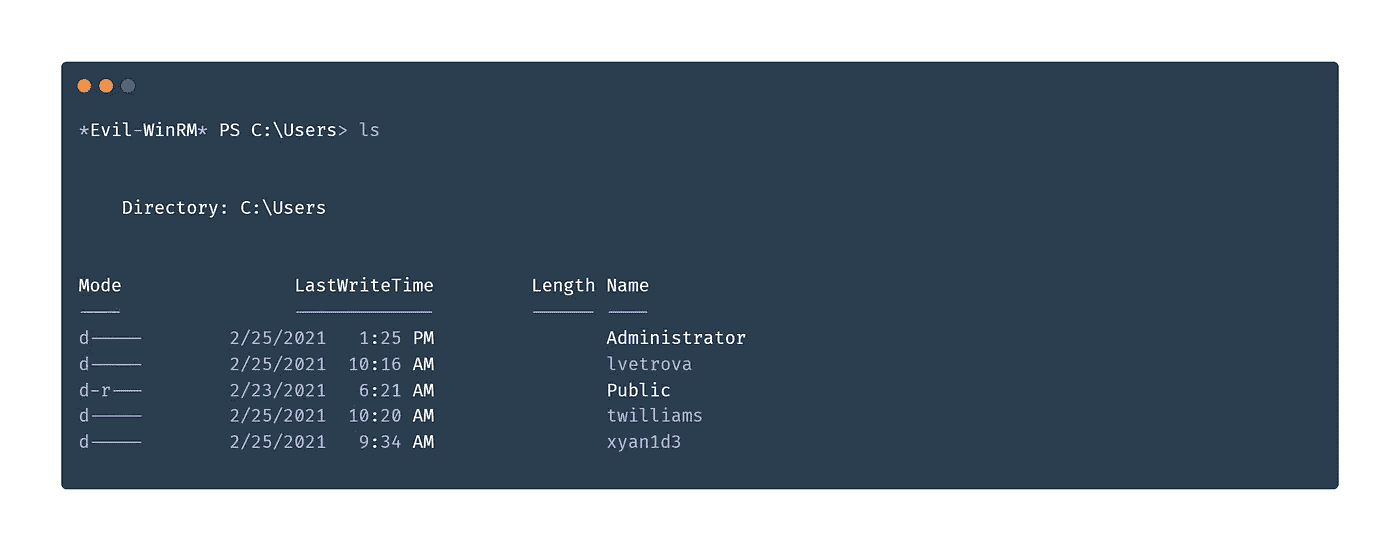 *Evil-WinRM* PS C:\Users> ls
Directory: C:\Users
Mode LastWriteTime Length Name
---- ------------- ------ ----
d----- 2/25/2021 1:25 PM Administrator
d----- 2/25/2021 10:16 AM lvetrova
d-r--- 2/23/2021 6:21 AM Public
d----- 2/25/2021 10:20 AM twilliams
d----- 2/25/2021 9:34 AM xyan1d3